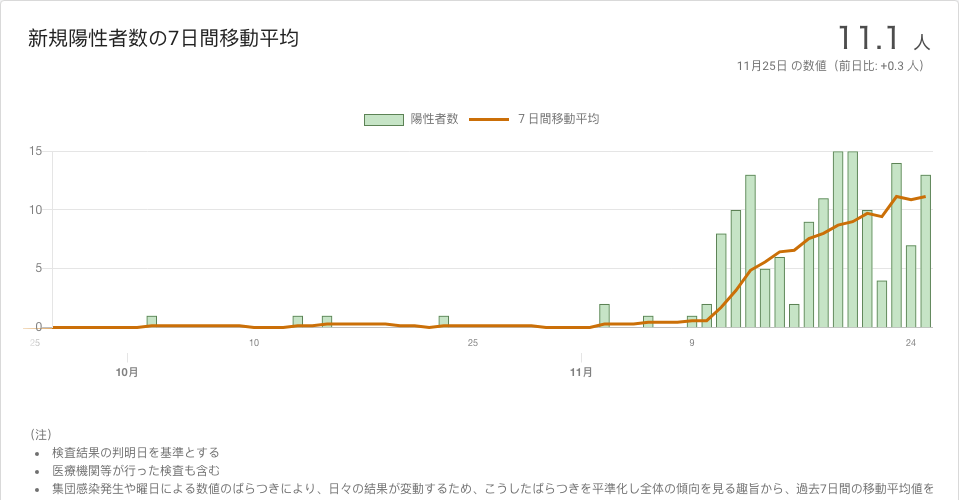 新規陽性者数の7日間移動平均
11.1 人
11月25日 の数値（前日比: +0.3 人）
陽性者数 7 日間移動平均
15
10
5
0
25 10 25 9 24
10月 11月
（注）
• 検査結果の判明日を基準とする
• 医療機関等が行った検査も含む
• 集団感染発生や曜日による数値のばらつきにより、日々の結果が変動するため、こうしたばらつきを平準化し全体の傾向を見る趣旨から、過去7日間の移動平均値を